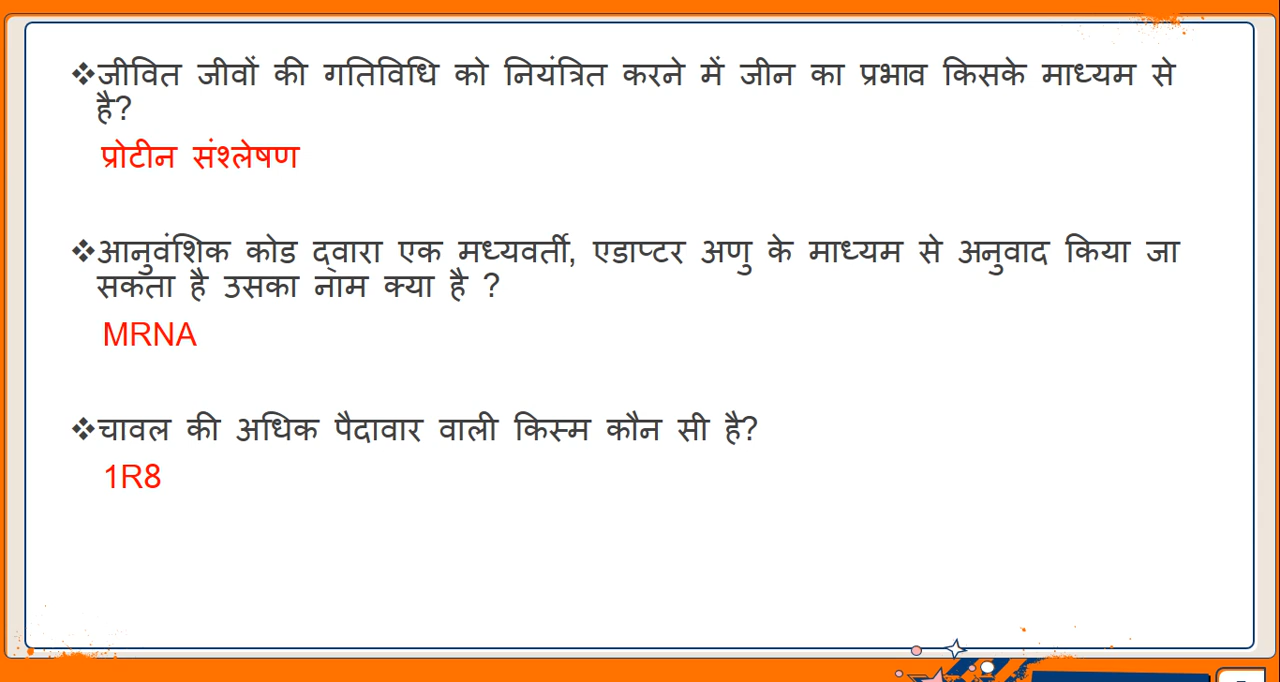 ❖जीवित जीवों की गतिविधि को नियंत्रित करने में जीन का प्रभाव किसके माध्यम से
है?
प्रोटीन संश्लेषण
❖आनुवंशिक कोड द्वारा एक मध्यवर्ती, एडाप्टर अणु के माध्यम से अनुवाद किया जा
सकता है उसका नाम क्या है ?
MRNA
❖चावल की अधिक पैदावार वाली किस्म कौन सी है?
1R8